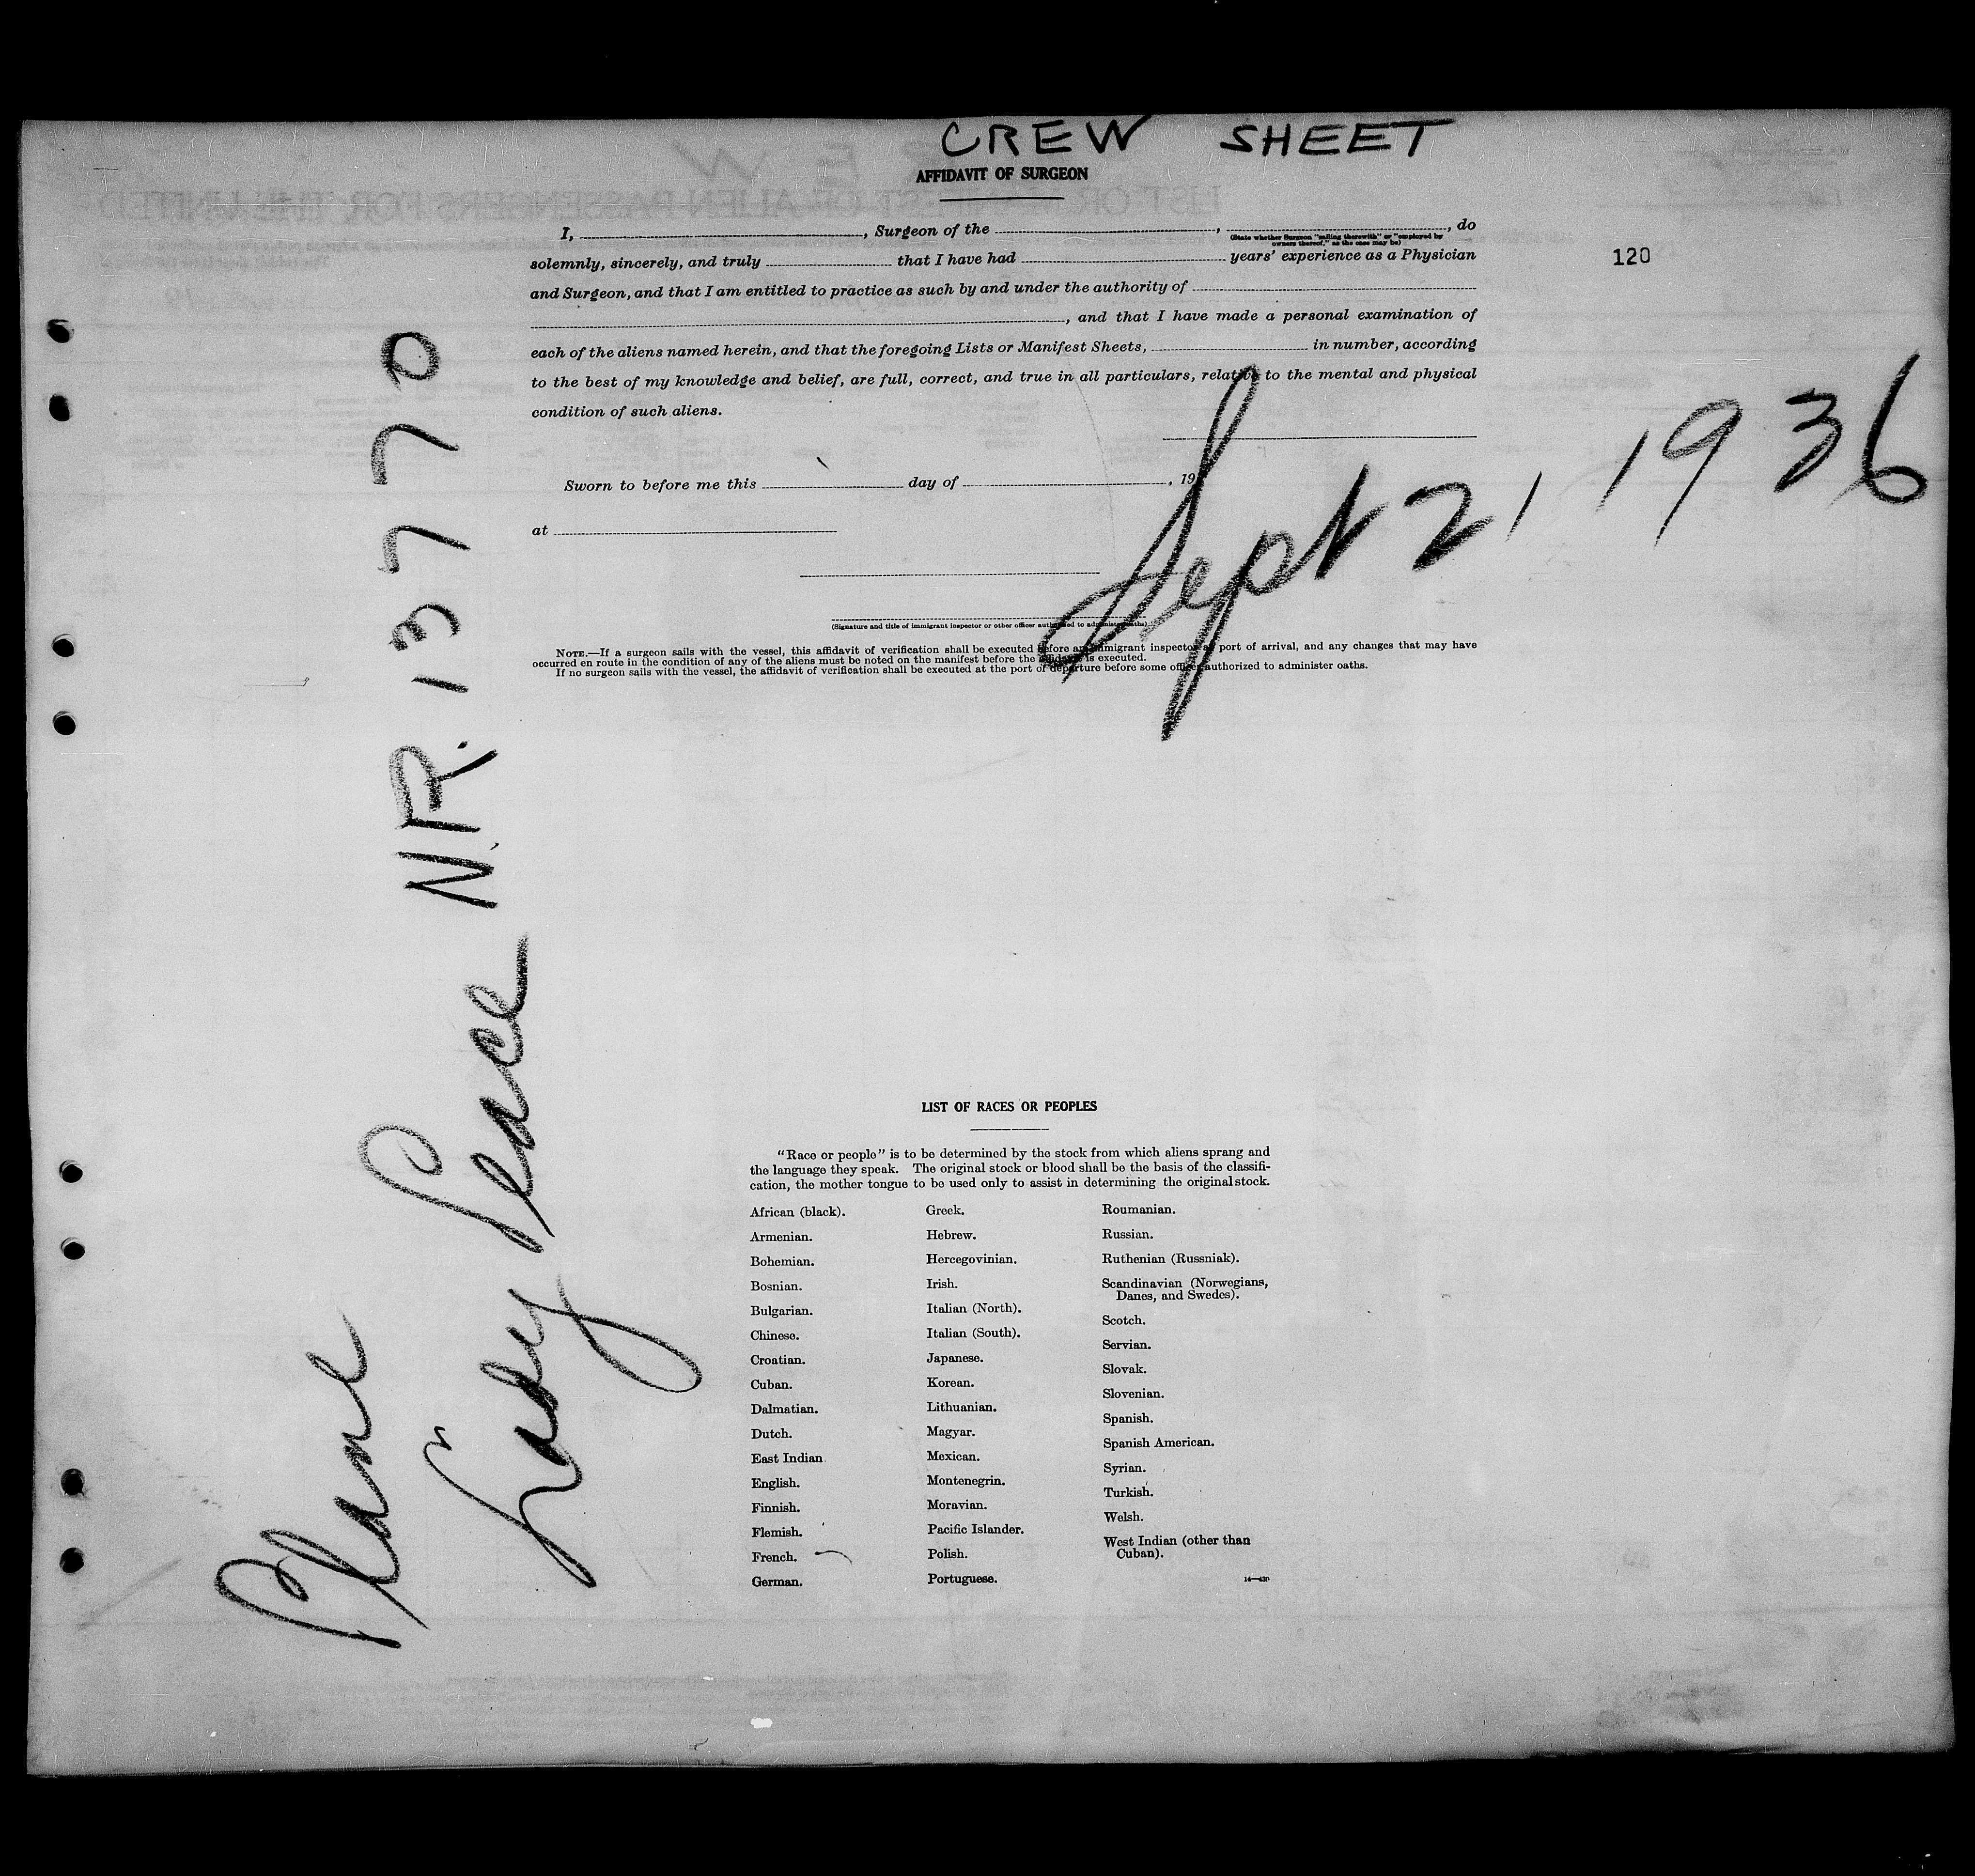 CREW SHEET
AFFIDAVIT OF SURGEON
I, , Surgeon of the , , do
(State whether Surgeon "sailing therewith" or "employed by
owners thereof," as the case may be)
solemnly, sincerely, and truly that I have had years' experience as a Physician
120
and Surgeon, and that I am entitled to practice as such by and under the authority of
, and that I have made a personal examination of
each of the aliens named herein, and that the foregoing Lists or Manifest Sheets, in number, according
to the best of my knowledge and belief, are full, correct, and true in all particulars, relative to the mental and physical
condition of such aliens.
Sworn to before me this day of , 19
at
Sept 2, 1936
(Signature and title of immigrant inspector or other officer authorized to administer oaths)
NOTE.—If a surgeon sails with the vessel, this affidavit of verification shall be executed before an immigrant inspector at port of arrival, and any changes that may have
occurred en route in the condition of any of the aliens must be noted on the manifest before the affidavit is executed.
If no surgeon sails with the vessel, the affidavit of verification shall be executed at the port of departure before some officer authorized to administer oaths.
Plane
Lady Peace N.R. 13770
LIST OF RACES OR PEOPLES
"Race or people" is to be determined by the stock from which aliens sprang and
the language they speak. The original stock or blood shall be the basis of the classifi-
cation, the mother tongue to be used only to assist in determining the original stock.
African (black).
Armenian.
Bohemian.
Bosnian.
Bulgarian.
Chinese.
Croatian.
Cuban.
Dalmatian.
Dutch.
East Indian
English.
Finnish.
Flemish.
French.
German.
Greek.
Hebrew.
Hercegovinian.
Irish.
Italian (North).
Italian (South).
Japanese.
Korean.
Lithuanian.
Magyar.
Mexican.
Montenegrin.
Moravian.
Pacific Islander.
Polish.
Portuguese.
Roumanian.
Russian.
Ruthenian (Russniak).
Scandinavian (Norwegians,
Danes, and Swedes).
Scotch.
Servian.
Slovak.
Slovenian.
Spanish.
Spanish American.
Syrian.
Turkish.
Welsh.
West Indian (other than
Cuban).